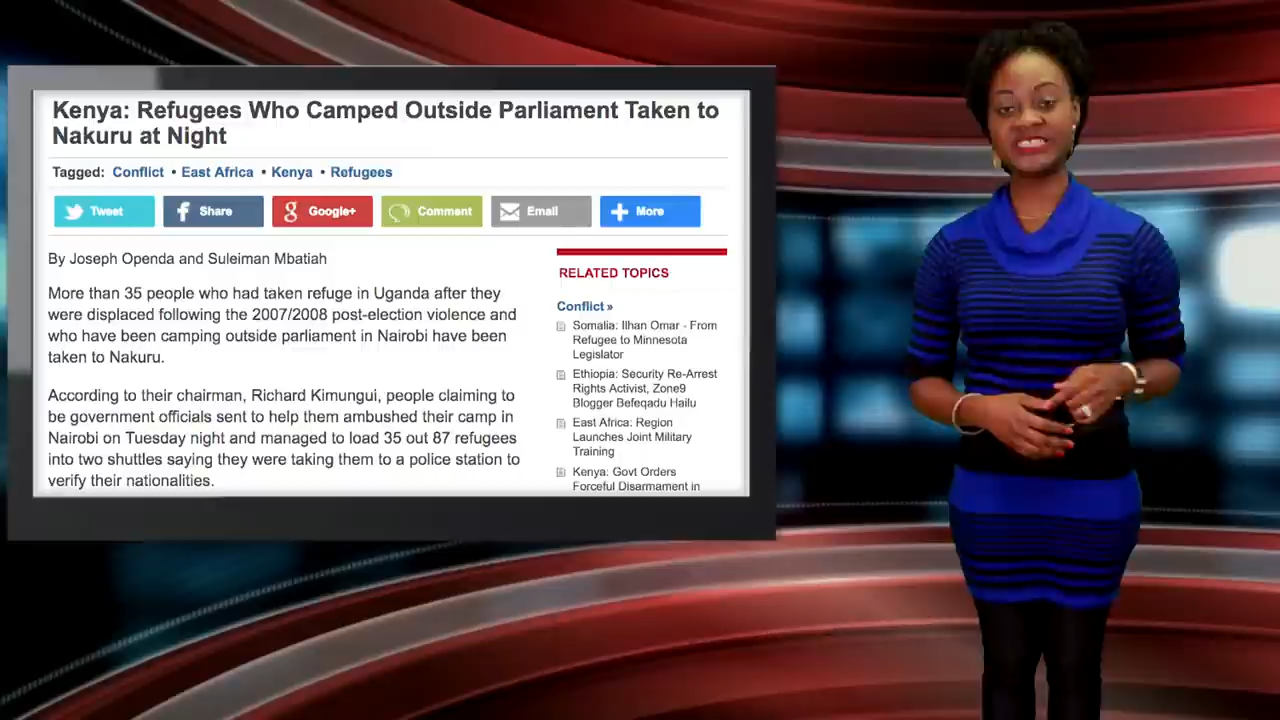 Kenya: Refugees Who Camped Outside Parliament Taken to
Nakuru at Night
Tagged: Conflict • East Africa • Kenya • Refugees
Tweet
Share
Google+
Comment
Email
More
By Joseph Openda and Suleiman Mbatiah
More than 35 people who had taken refuge in Uganda after they
were displaced following the 2007/2008 post-election violence and
who have been camping outside parliament in Nairobi have been
taken to Nakuru.
According to their chairman, Richard Kimungui, people claiming to
be government officials sent to help them ambushed their camp in
Nairobi on Tuesday night and managed to load 35 out 87 refugees
into two shuttles saying they were taking them to a police station to
verify their nationalities.
RELATED TOPICS
Conflict »
Somalia: Ilhan Omar - From
Refugee to Minnesota
Legislator
Ethiopia: Security Re-Arrest
Rights Activist, Zone9
Blogger Befeqadu Hailu
East Africa: Region
Launches Joint Military
Training
Kenya: Govt Orders
Forceful Disarmament in